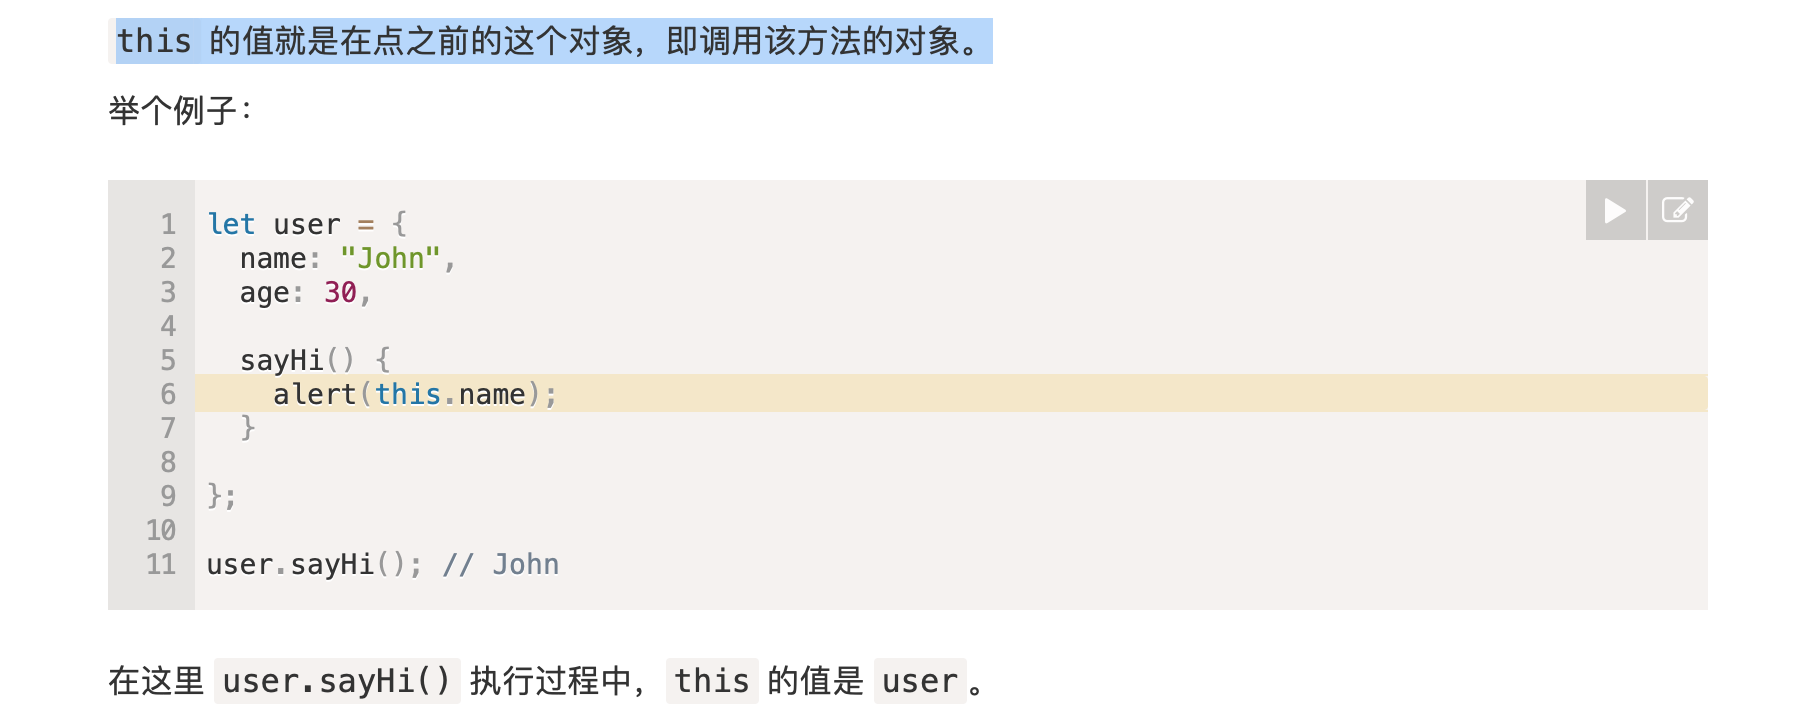 this 的值就是在点之前的这个对象，即调用该方法的对象。
举个例子：
1 let user = {
2   name: "John",
3   age: 30,
4
5   sayHi() {
6     alert(this.name);
7   }
8
9 };
10
11 user.sayHi(); // John
在这里 user.sayHi() 执行过程中， this 的值是 user 。